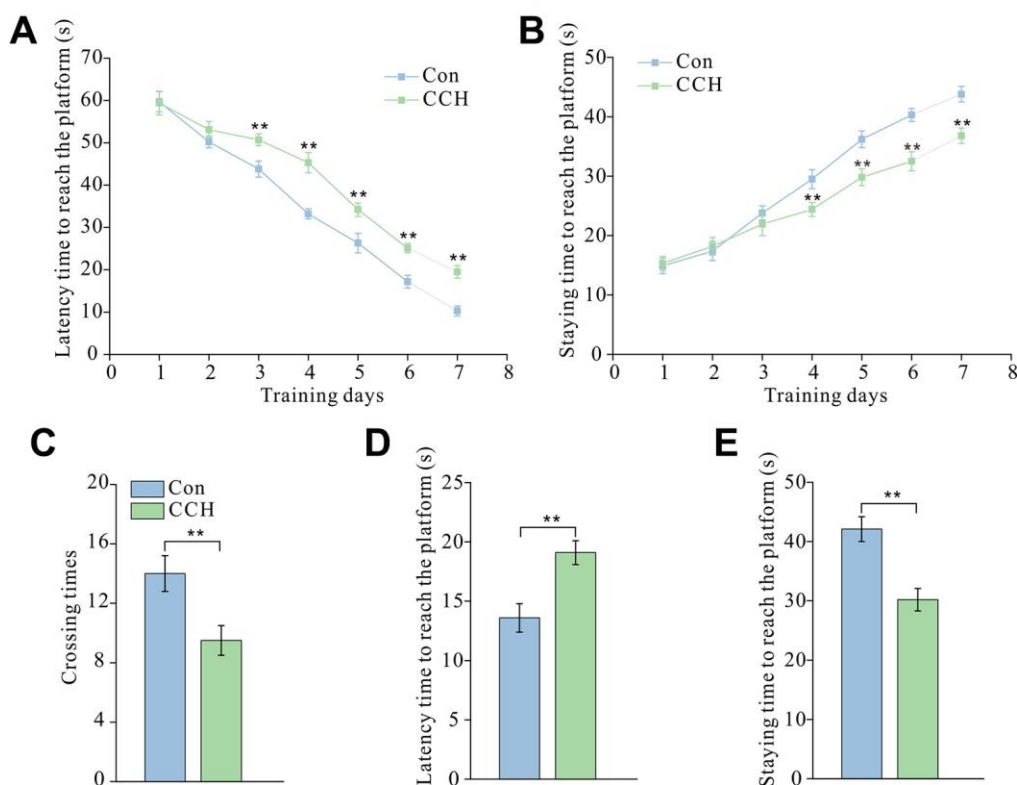 A
Latency time to reach the platform (s)
70
60
50
40
30
20
10
0
Con
CCH
**
**
**
**
**
0 1 2 3 4 5 6 7 8
Training days
B
Staying time to reach the platform (s)
50
40
30
20
10
0
Con
CCH
**
**
**
**
0 1 2 3 4 5 6 7 8
Training days
C
Crossing times
20
16
12
8
4
0
Con
CCH
**
D
Latency time to reach the platform (s)
25
20
15
10
5
0
**
E
Staying time to reach the platform (s)
50
40
30
20
10
0
**